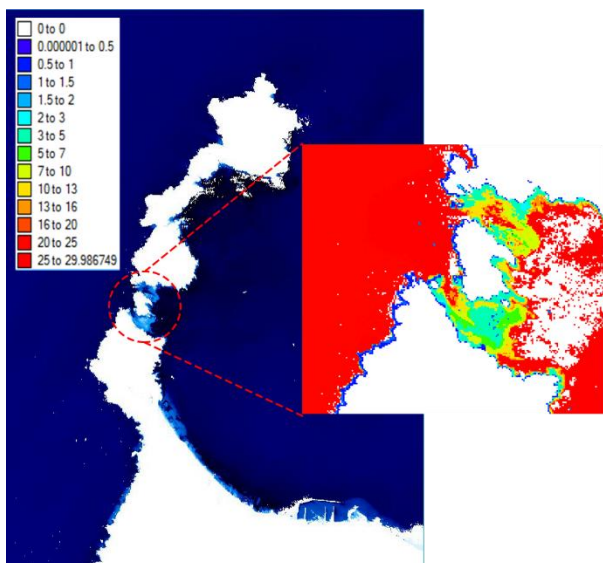 0 to 0
0.000001 to 0.5
0.5 to 1
1 to 1.5
1.5 to 2
2 to 3
3 to 5
5 to 7
7 to 10
10 to 13
13 to 16
16 to 20
20 to 25
25 to 29.986749